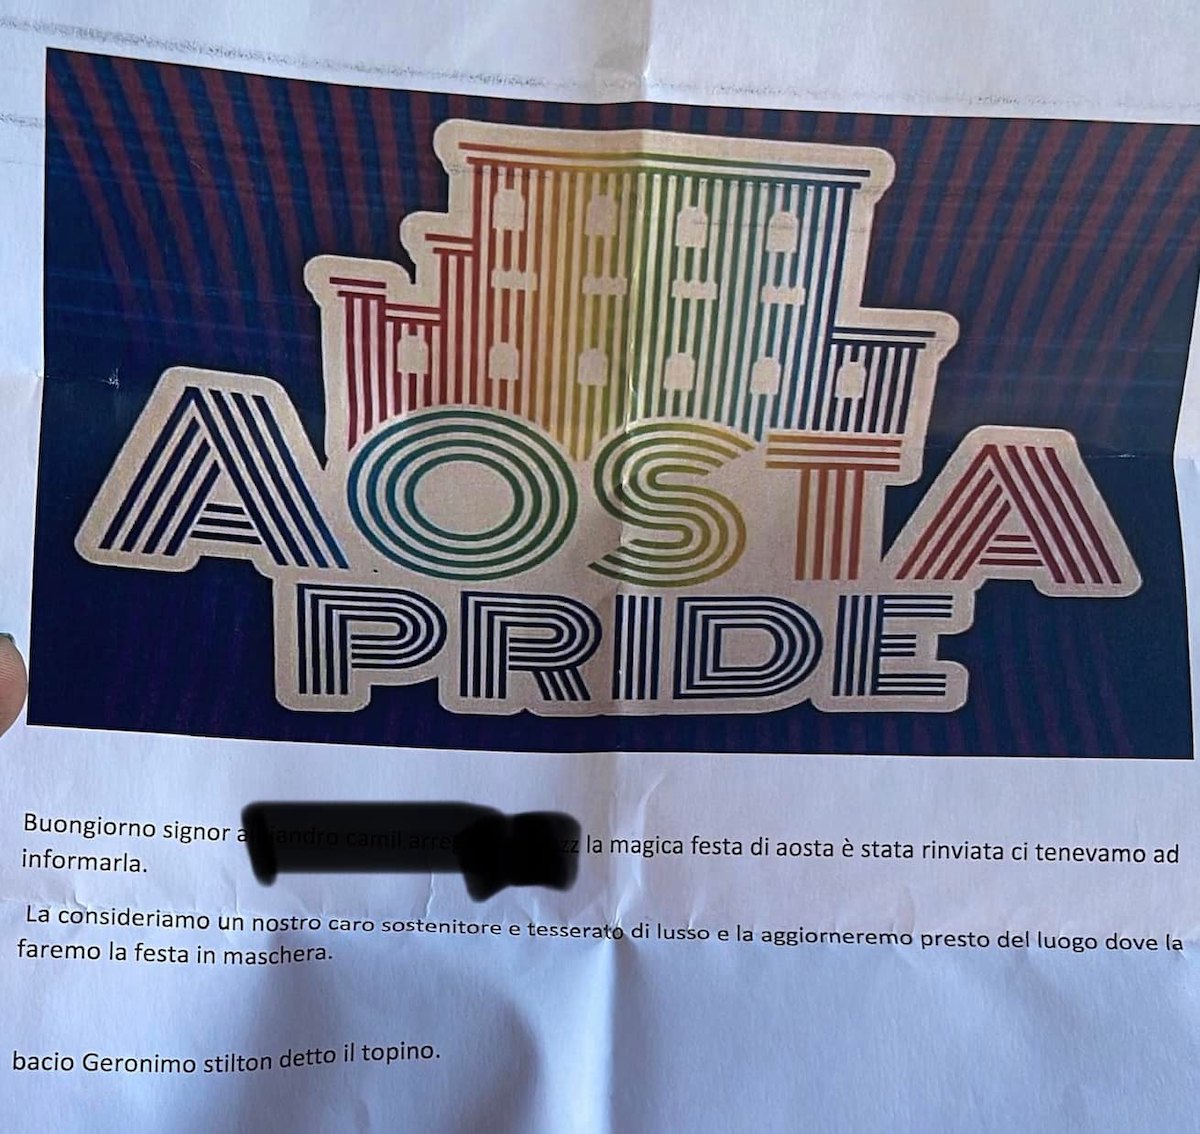 AOSTA
PRIDE
Buongiorno signor la magica festa di aosta è stata rinviata ci tenevamo ad
informarla.
La consideriamo un nostro caro sostenitore e tesserato di lusso e la aggiorneremo presto del luogo dove la
faremo la festa in maschera.
bacio Geronimo stilton detto il topino.